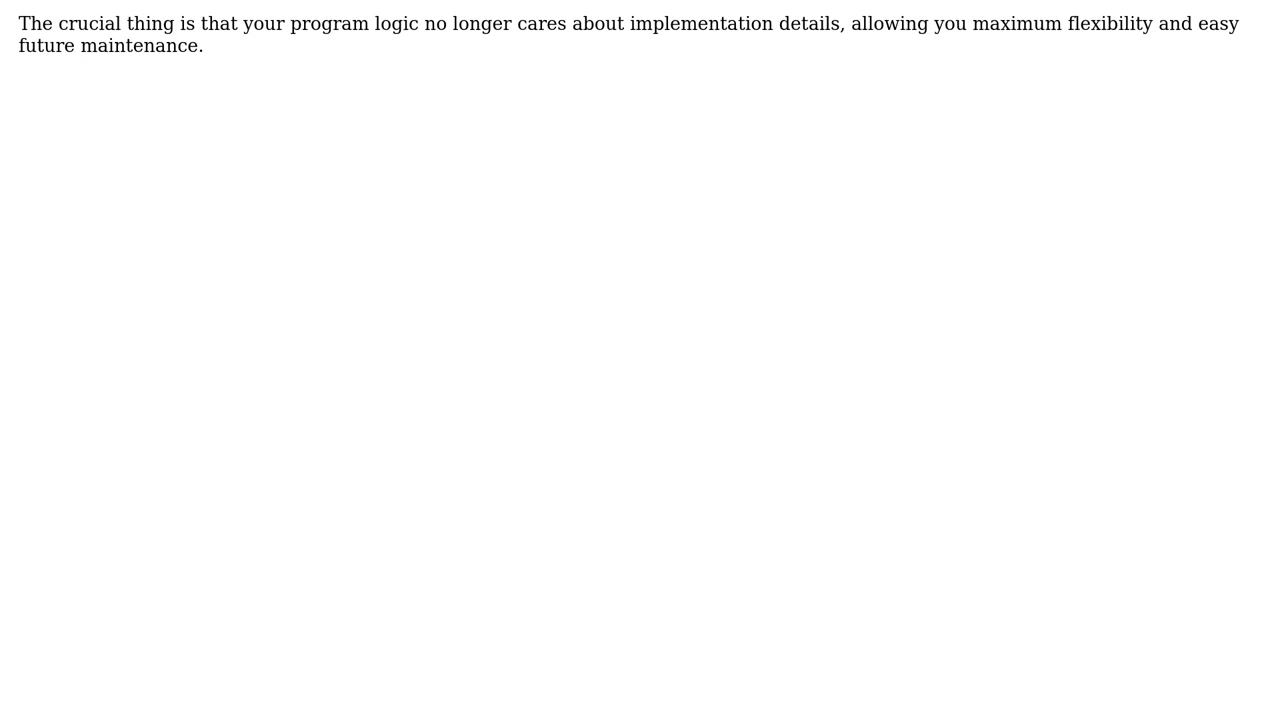 The crucial thing is that your program logic no longer cares about implementation details, allowing you maximum flexibility and easy
future maintenance.